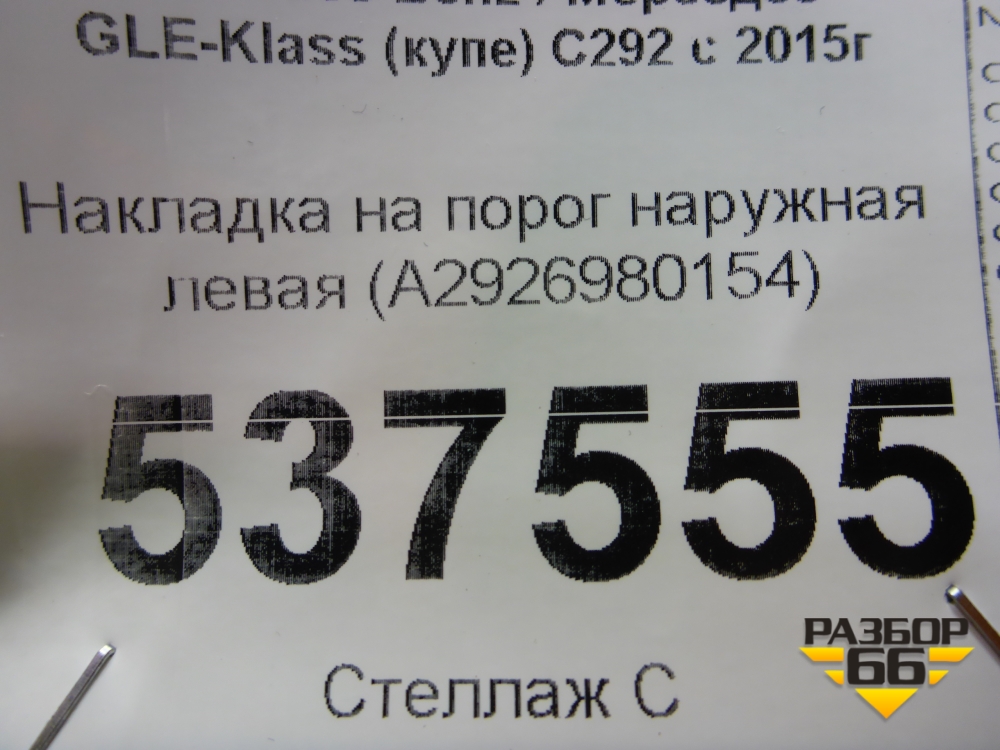 GLE-Klass (купе) C292 с 2015г
Накладка на порог наружная
левая (A2926980154)
537555
Стеллаж C
РАЗБОР
66